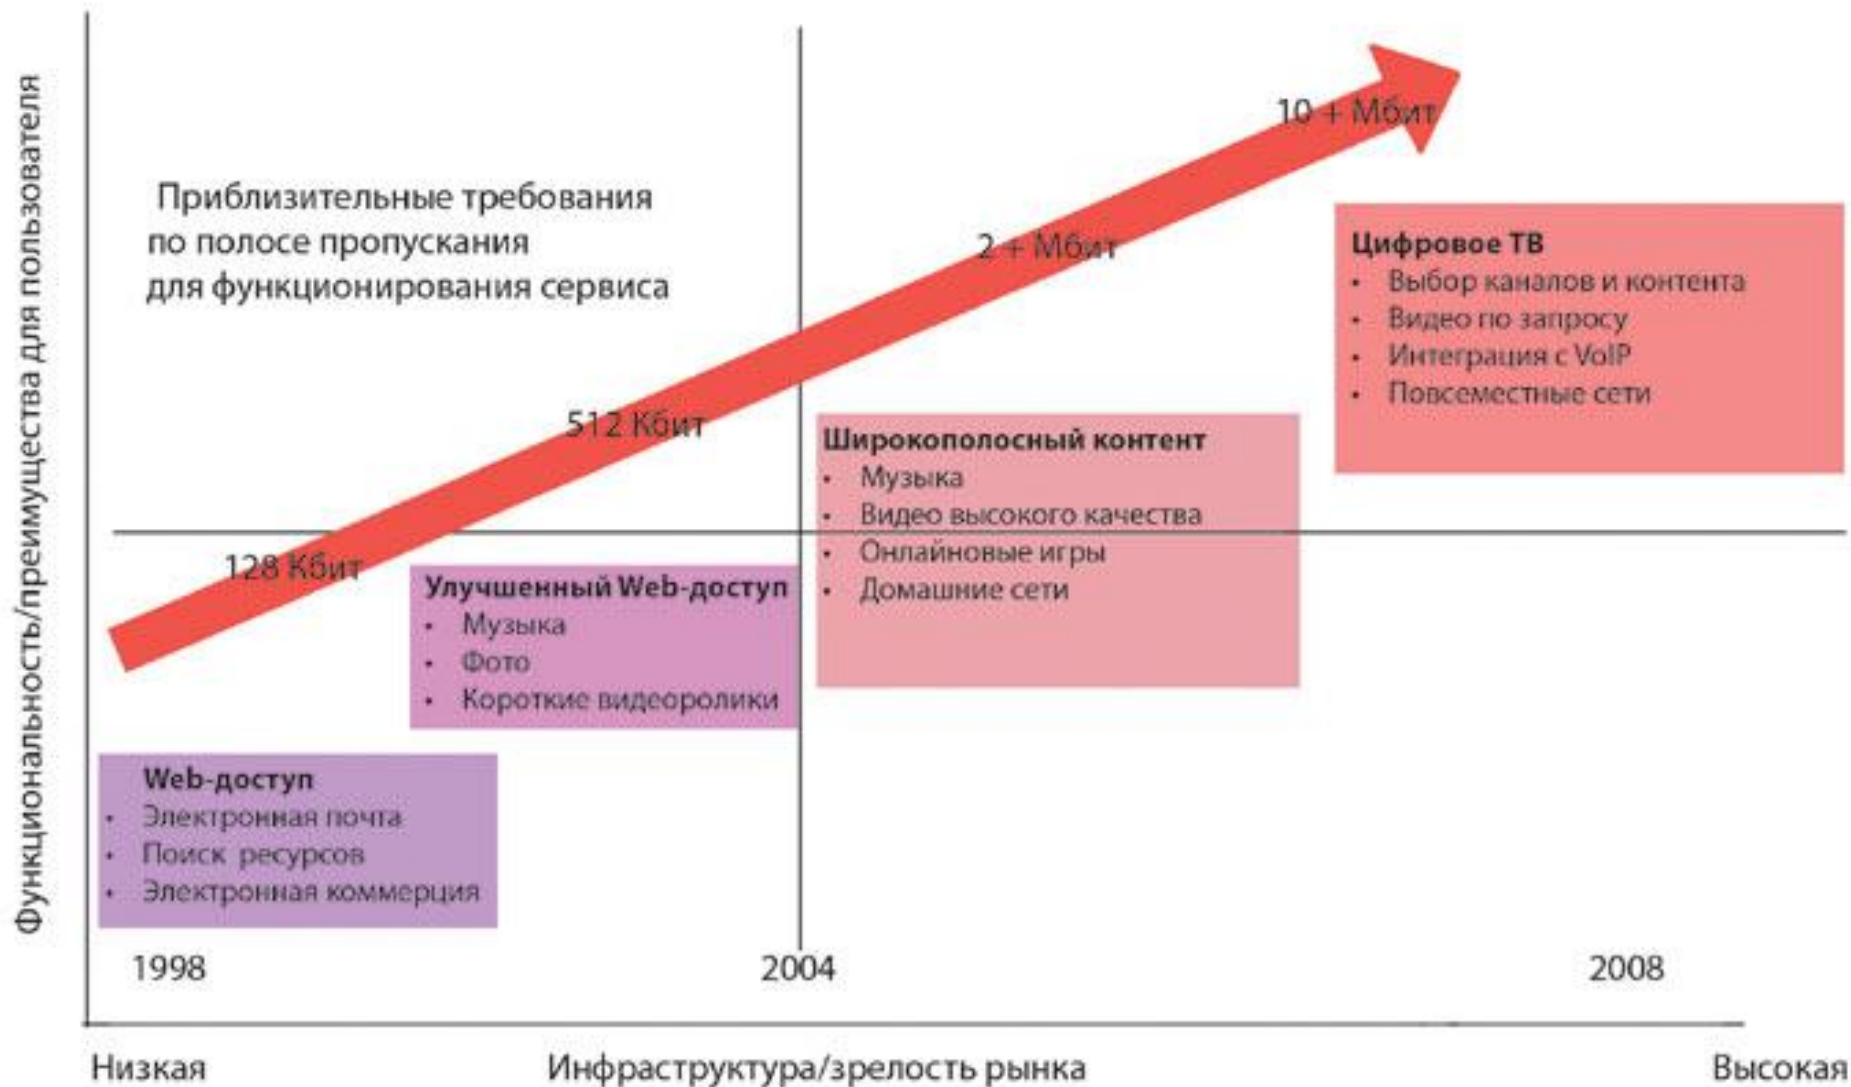 Функциональность/преимущества для пользователя
Приблизительные требования
по полосе пропускания
для функционирования сервиса
10 + Мбит
2 + Мбит
512 Кбит
128 Кбит
Цифровое ТВ
• Выбор каналов и контента
• Видео по запросу
• Интеграция с VoIP
• Повсеместные сети
Широкополосный контент
• Музыка
• Видео высокого качества
• Онлайновые игры
• Домашние сети
Улучшенный Web-доступ
• Музыка
• Фото
• Короткие видеоролики
Web-доступ
• Электронная почта
• Поиск ресурсов
• Электронная коммерция
1998
2004
2008
Низкая
Инфраструктура/зрелость рынка
Высокая